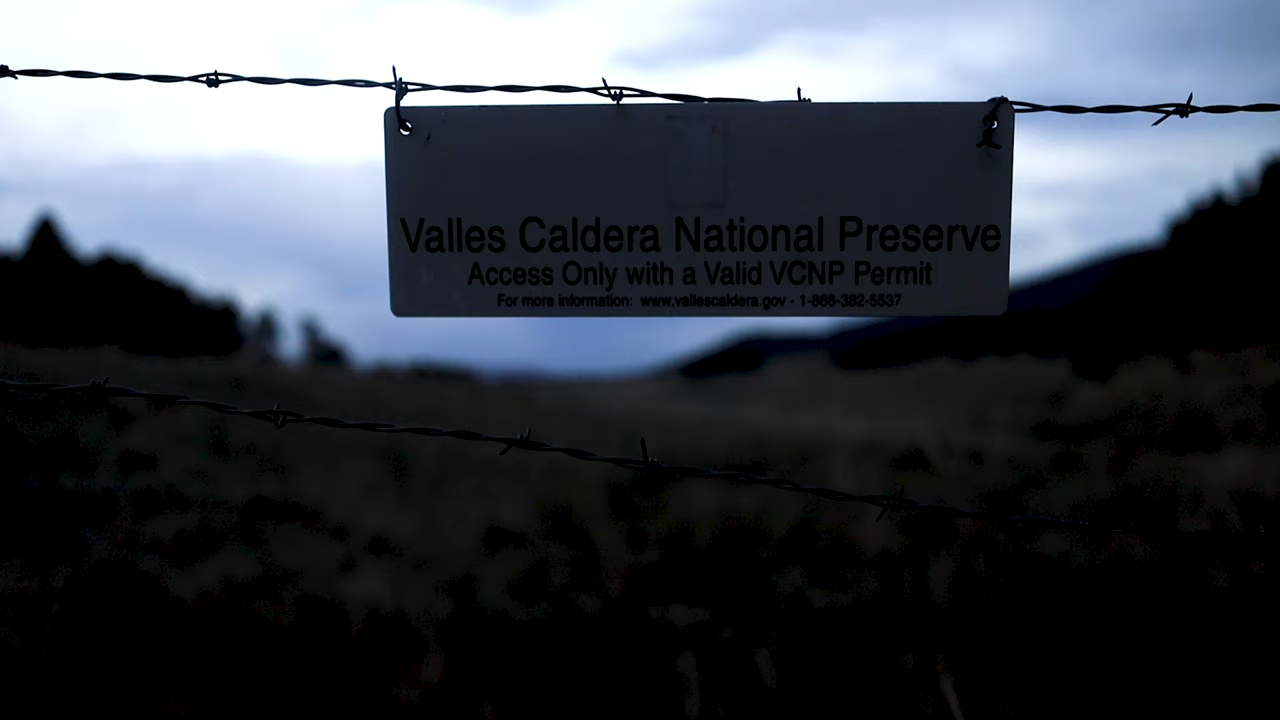 Valles Caldera National Preserve
Access Only with a Valid VCNP Permit
For more information: www.vallescaldera.gov - 1-866-382-5537